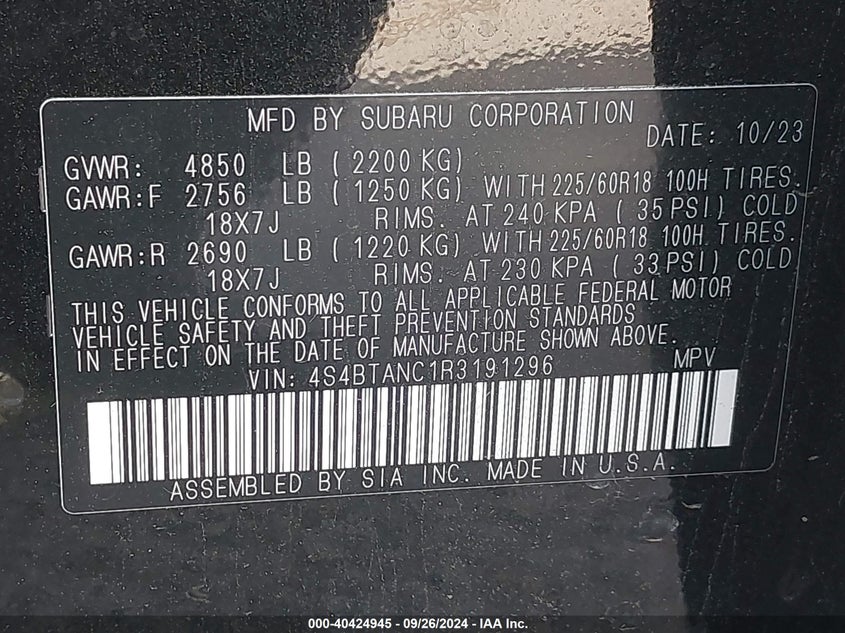 MFD BY SUBARU CORPORATION
DATE: 10/23
GVWR: 4850 LB ( 2200 KG)
GAWR:F 2756 LB ( 1250 KG) WITH 225/60R18 100H TIRES.
18X7J RIMS. AT 240 KPA ( 35 PSI) COLD
GAWR:R 2690 LB ( 1220 KG) WITH 225/60R18 100H TIRES.
18X7J RIMS. AT 230 KPA ( 33 PSI) COLD
THIS VEHICLE CONFORMS TO ALL APPLICABLE FEDERAL MOTOR
VEHICLE SAFETY AND THEFT PREVENTION STANDARDS
IN EFFECT ON THE DATE OF MANUFACTURE SHOWN ABOVE.
VIN: 4S4BTANC1R3191296 MPV
ASSEMBLED BY SIA INC. MADE IN U.S.A.
000-40424945 - 09/26/2024 - IAA Inc.